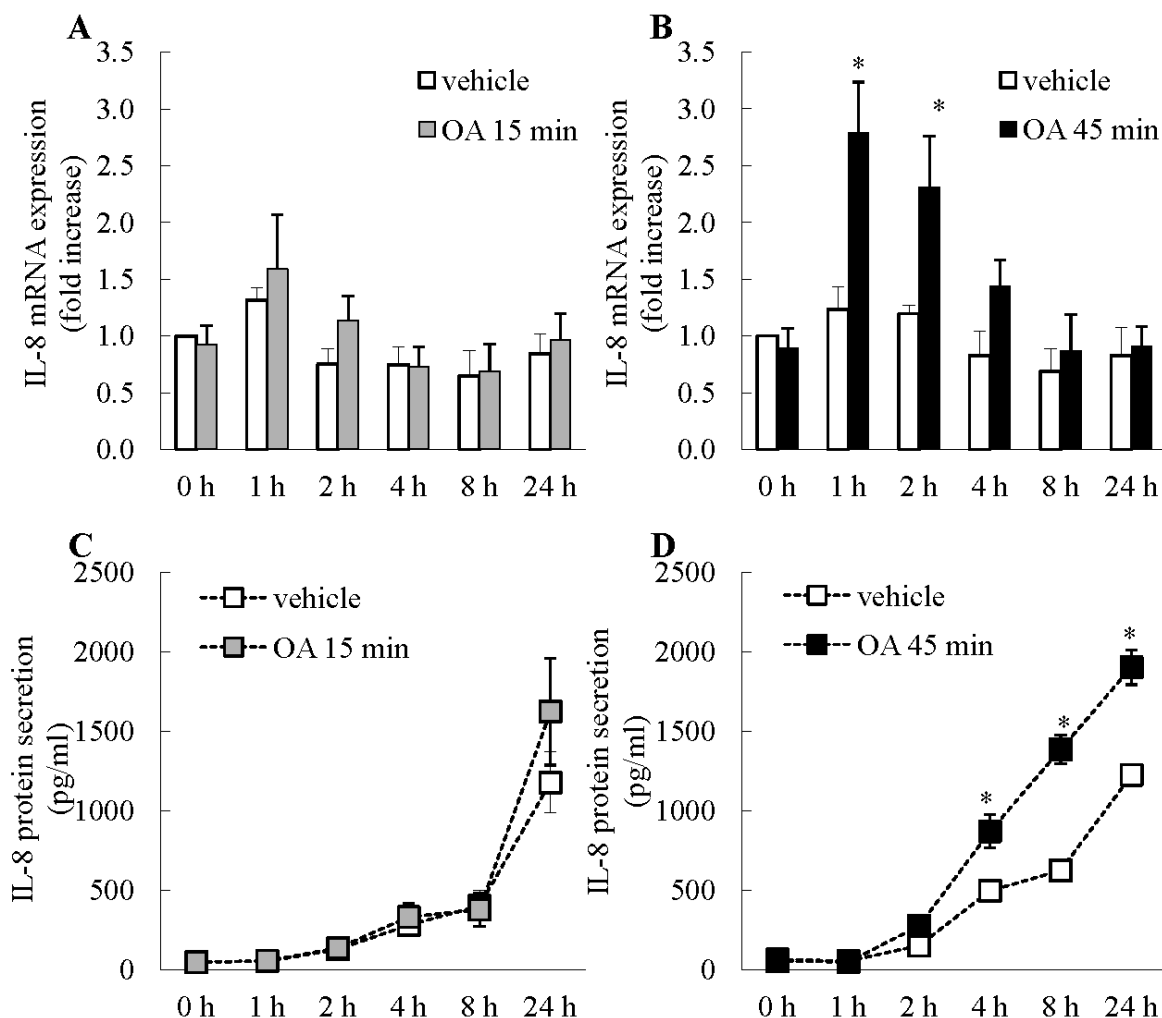 A
IL-8 mRNA expression
(fold increase)
3.5
3.0
2.5
2.0
1.5
1.0
0.5
0.0
vehicle
OA 15 min
0 h 1 h 2 h 4 h 8 h 24 h
B
IL-8 mRNA expression
(fold increase)
3.5
3.0
2.5
2.0
1.5
1.0
0.5
0.0
vehicle
OA 45 min
*
*
0 h 1 h 2 h 4 h 8 h 24 h
C
IL-8 protein secretion
(pg/ml)
2500
2000
1500
1000
500
0
vehicle
OA 15 min
0 h 1 h 2 h 4 h 8 h 24 h
D
IL-8 protein secretion
(pg/ml)
2500
2000
1500
1000
500
0
vehicle
OA 45 min
*
*
*
0 h 1 h 2 h 4 h 8 h 24 h